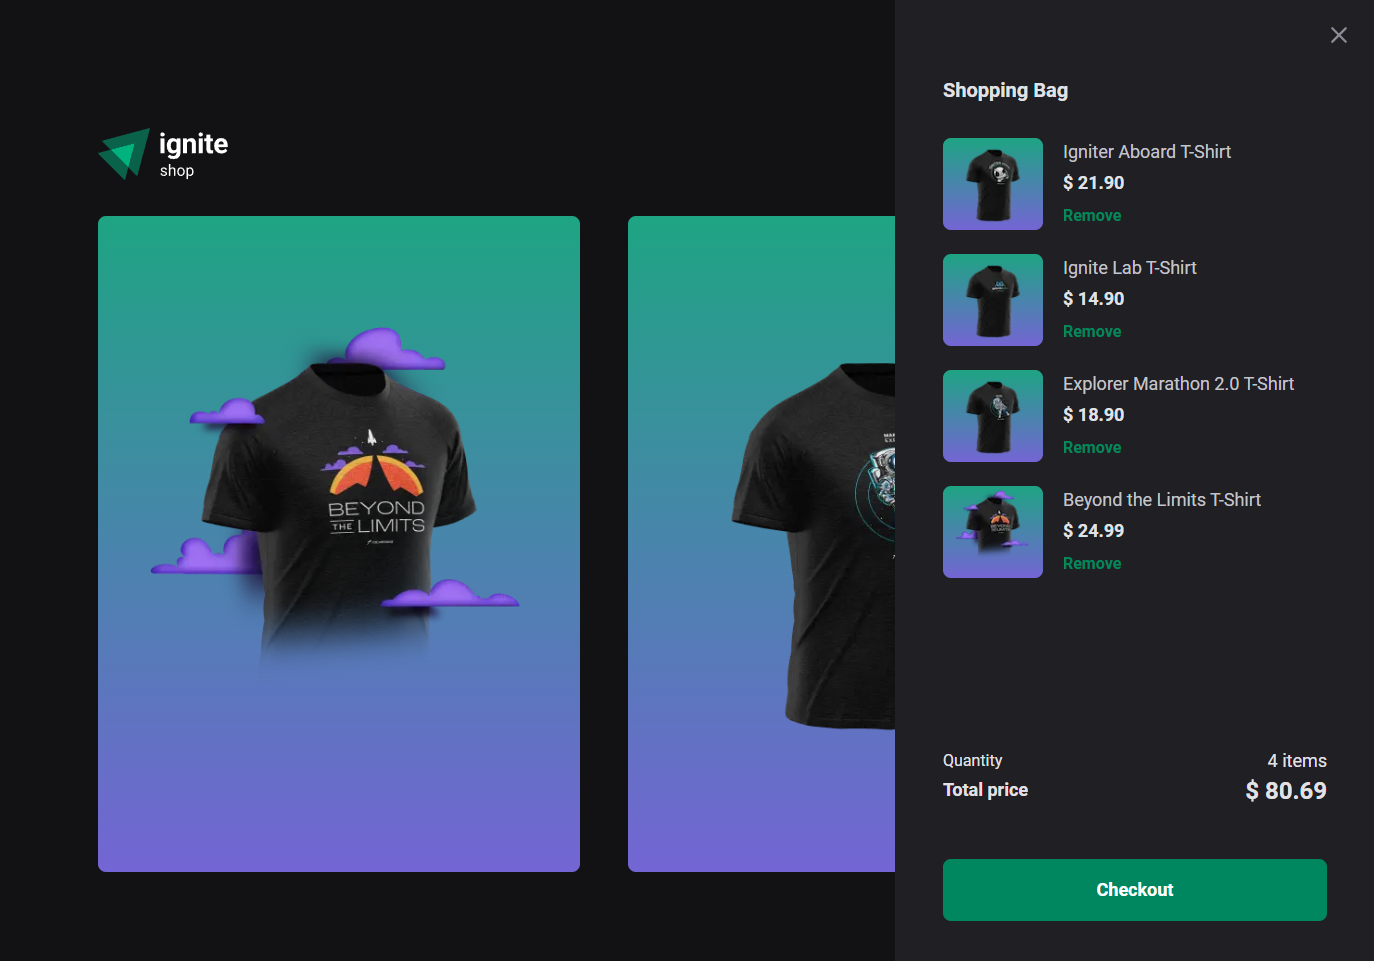 ignite
shop
BEYOND
THE LIMITS
Shopping Bag
Igniter Aboard T-Shirt
$ 21.90
Remove
Ignite Lab T-Shirt
$ 14.90
Remove
Explorer Marathon 2.0 T-Shirt
$ 18.90
Remove
Beyond the Limits T-Shirt
$ 24.99
Remove
Quantity 4 items
Total price $ 80.69
Checkout